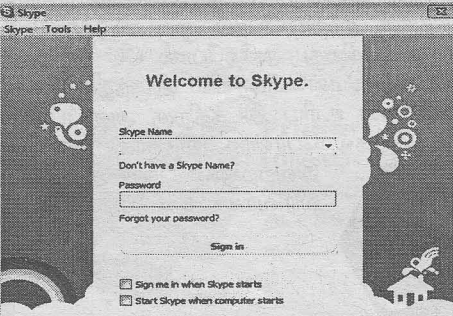 Skype
Skype Tools Help
Welcome to Skype.
Skype Name
Don't have a Skype Name?
Password
Forgot your password?
Sign in
Sign me in when Skype starts
Start Skype when computer starts